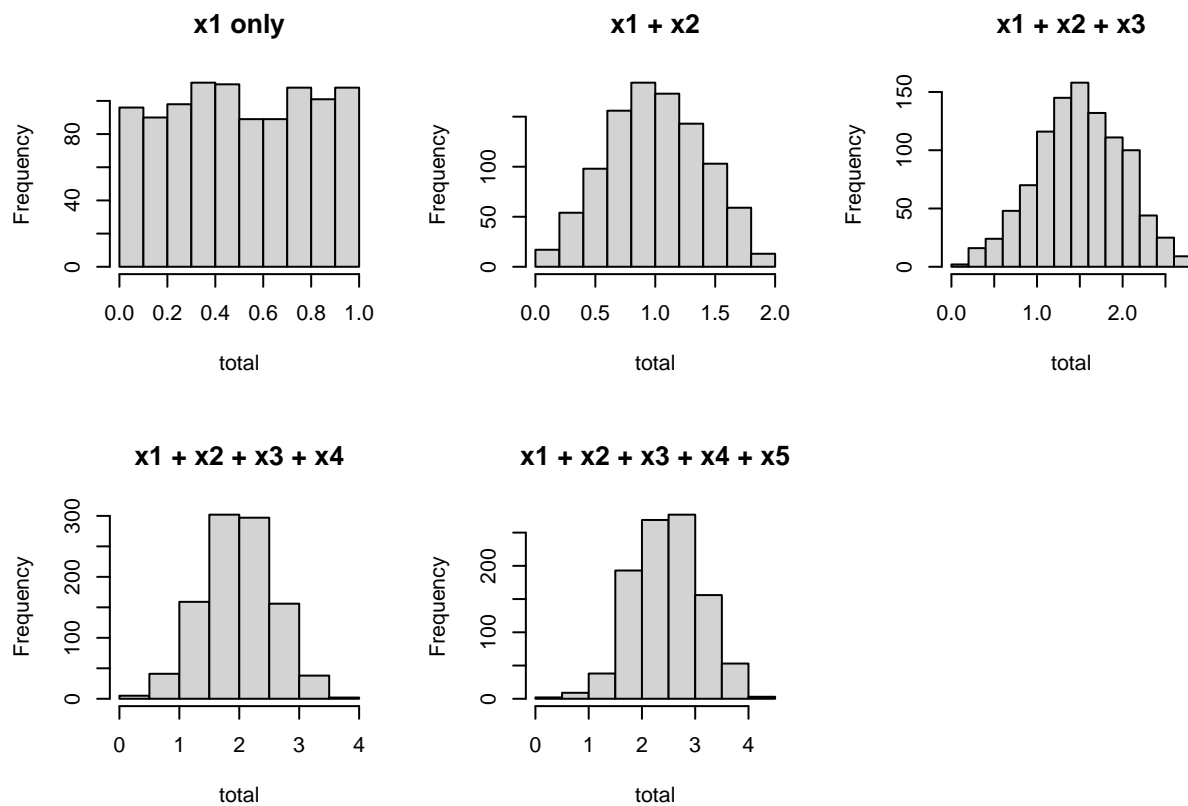 x1 only
Frequency
0 40 80
0.0 0.2 0.4 0.6 0.8 1.0
total
x1 + x2
Frequency
0 50 100
0.0 0.5 1.0 1.5 2.0
total
x1 + x2 + x3
Frequency
0 50 100 150
0.0 1.0 2.0
total
x1 + x2 + x3 + x4
Frequency
0 100 200 300
0 1 2 3 4
total
x1 + x2 + x3 + x4 + x5
Frequency
0 100 200
0 1 2 3 4
total